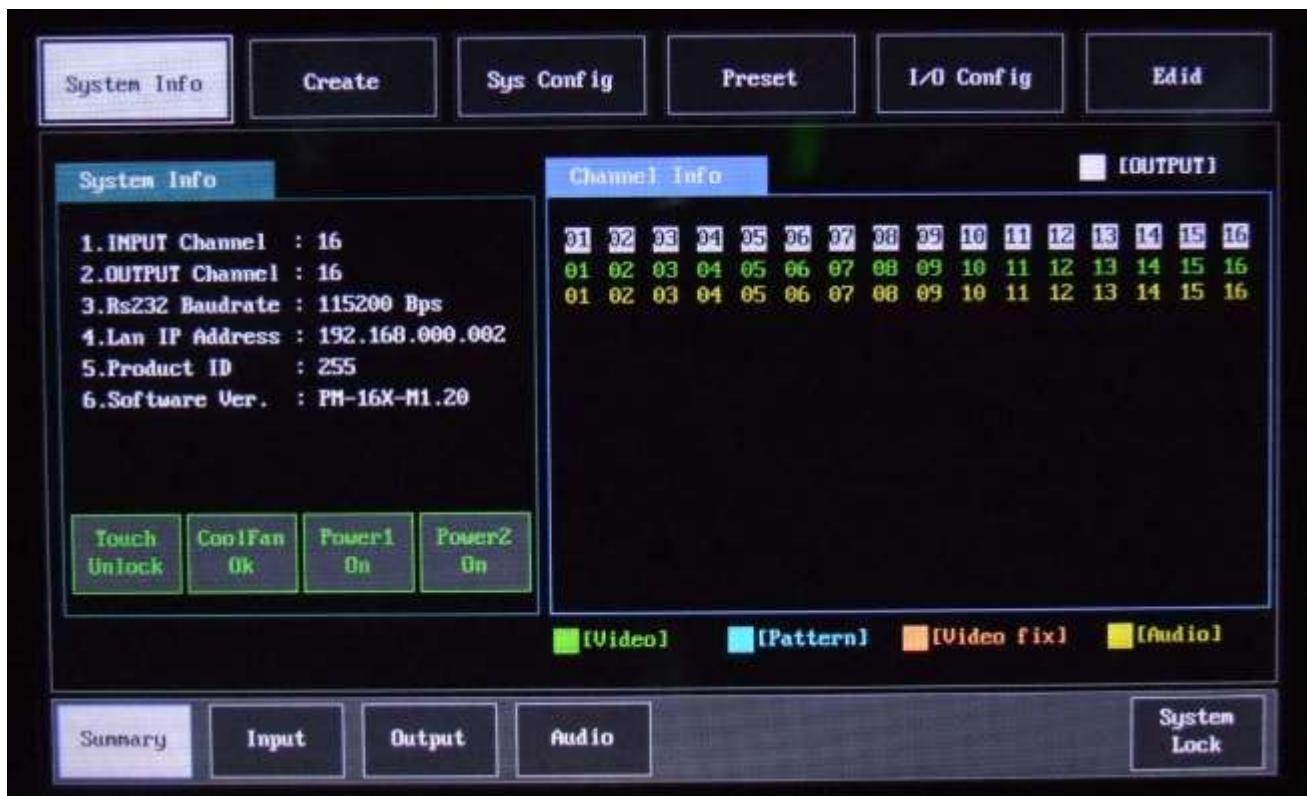 System Info Create Sys Config Preset I/O Config Edid
System Info
1.INPUT Channel : 16
2.OUTPUT Channel : 16
3.Rs232 Baudrate : 115200 Bps
4.Lan IP Address : 192.168.000.002
5.Product ID : 255
6.Software Ver. : PM-16X-M1.20
Touch Unlock
CoolFan Ok
Power1 On
Power2 On
Channel Info [OUTPUT]
01 02 03 04 05 06 07 08 09 10 11 12 13 14 15 16
01 02 03 04 05 06 07 08 09 10 11 12 13 14 15 16
01 02 03 04 05 06 07 08 09 10 11 12 13 14 15 16
[Video] [Pattern] [Video fix] [Audio]
Summary Input Output Audio System Lock